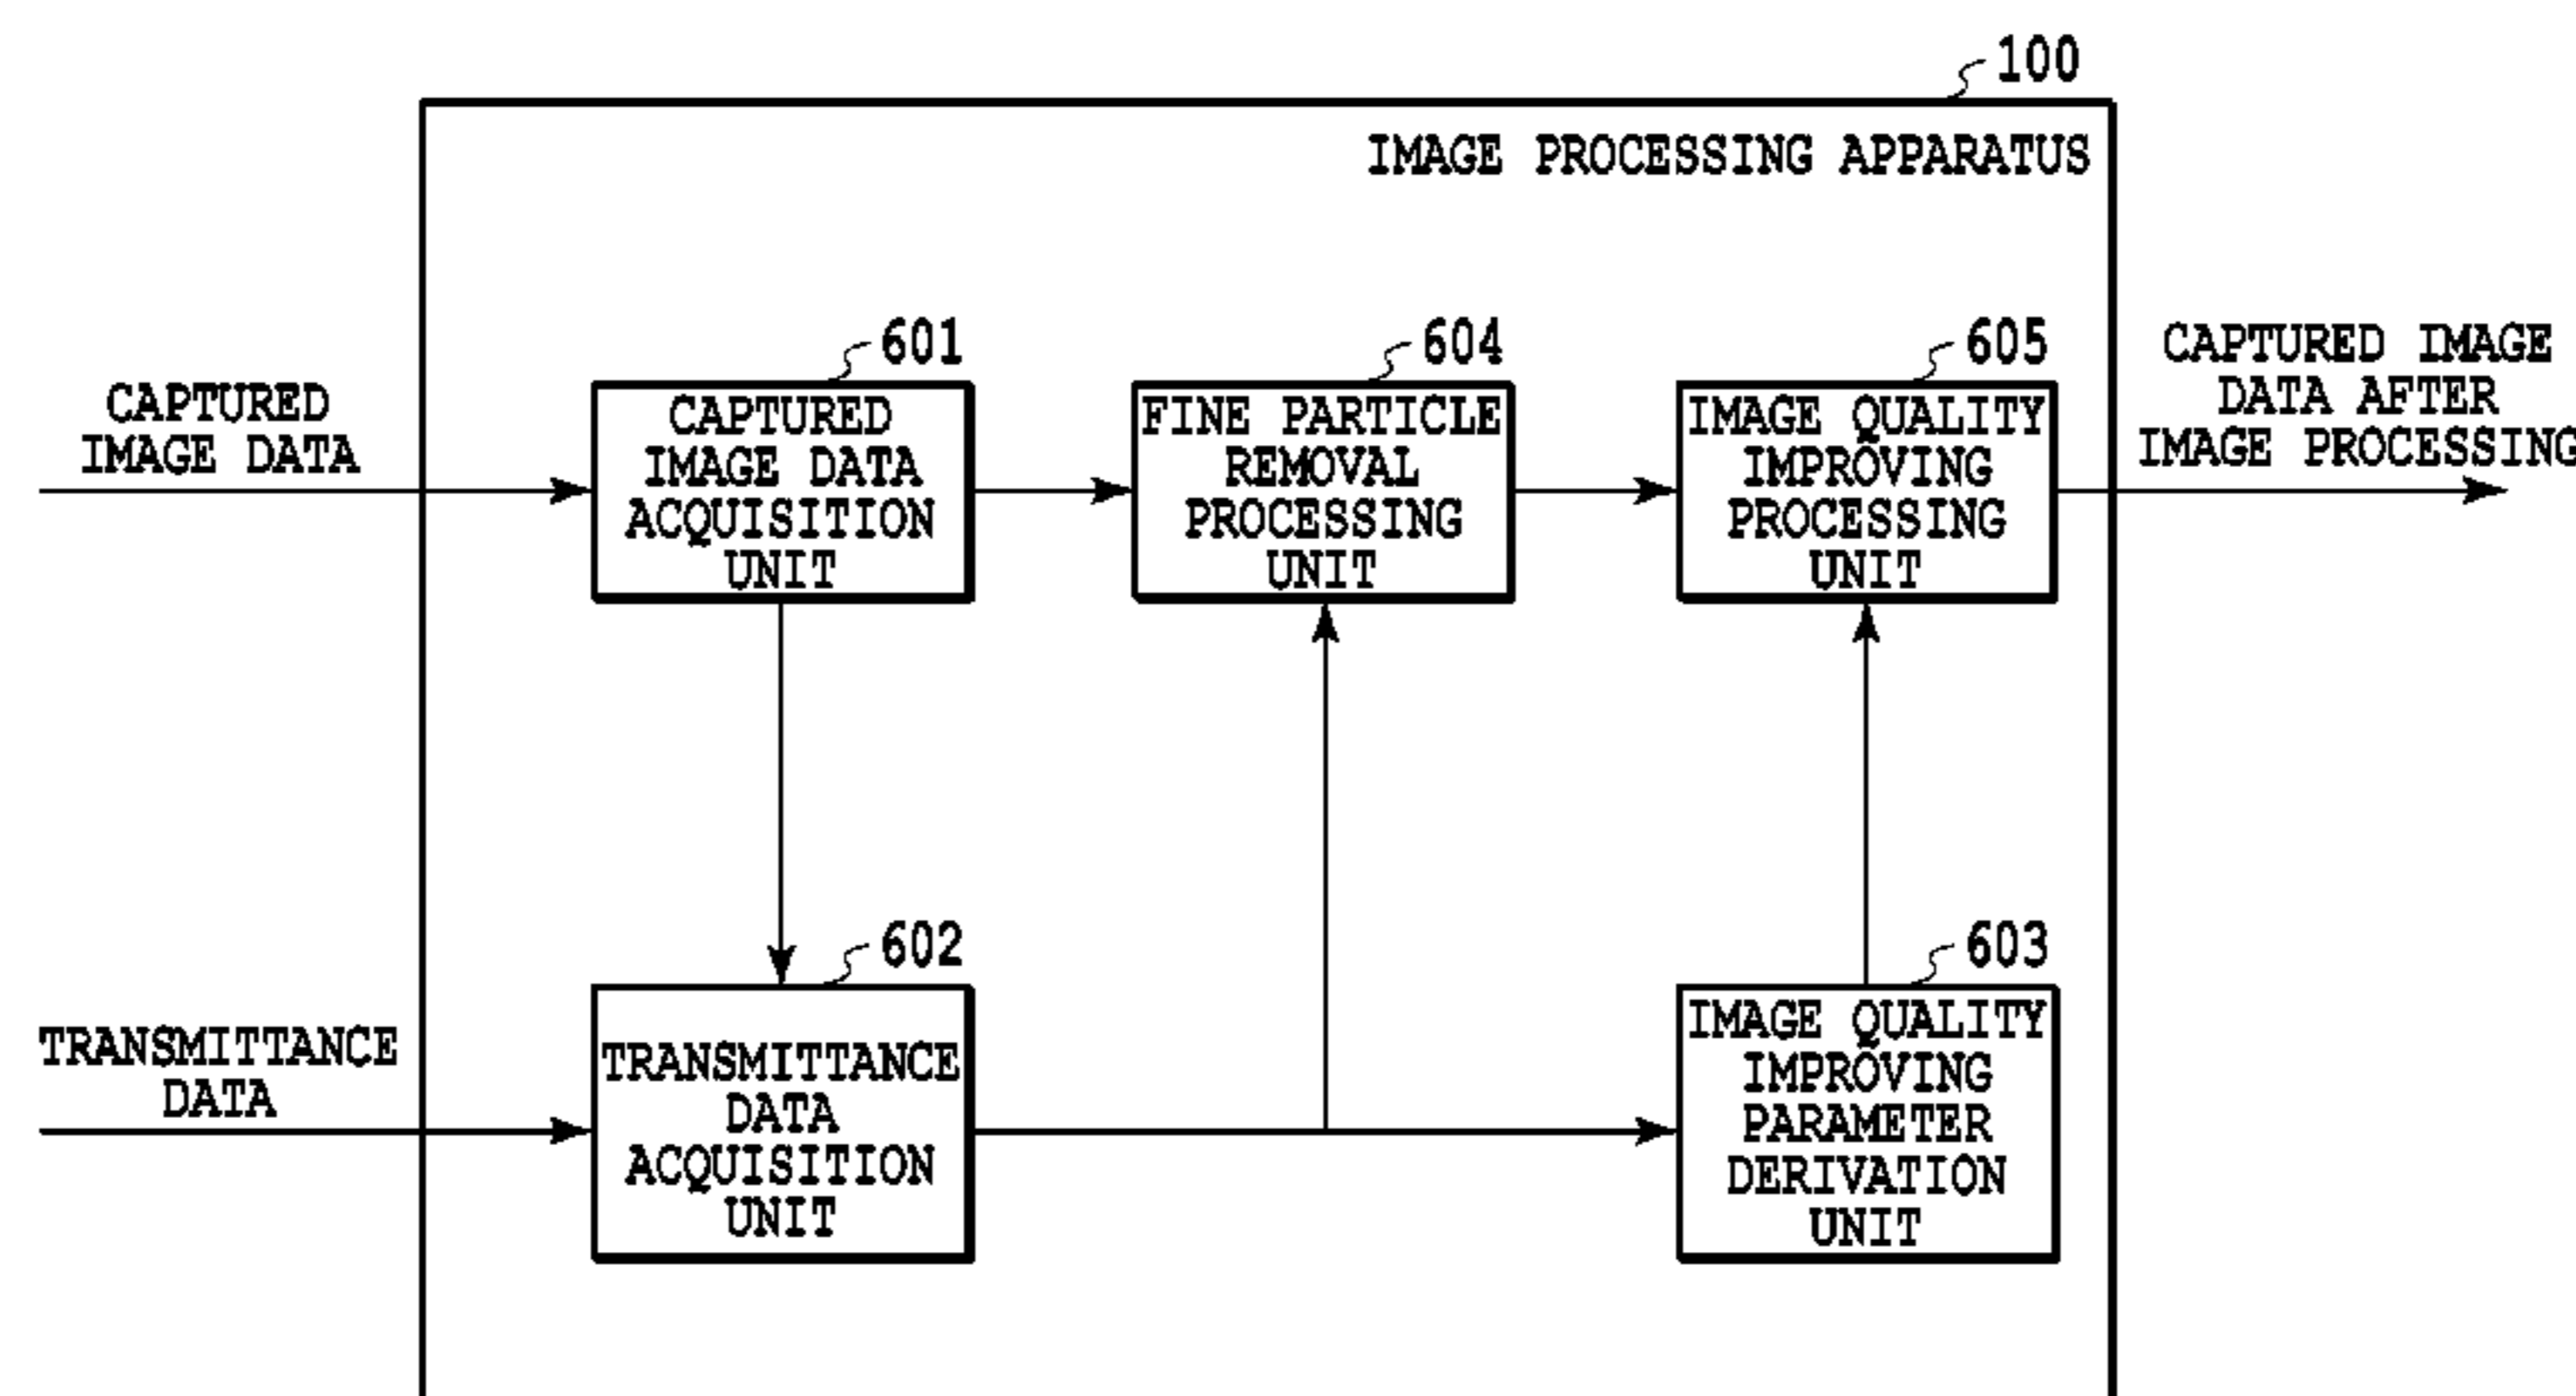 100
IMAGE PROCESSING APPARATUS
CAPTURED
IMAGE DATA
601
CAPTURED
IMAGE DATA
ACQUISITION
UNIT
604
FINE PARTICLE
REMOVAL
PROCESSING
UNIT
605
IMAGE QUALITY
IMPROVING
PROCESSING
UNIT
CAPTURED IMAGE
DATA AFTER
IMAGE PROCESSING
TRANSMITTANCE
DATA
602
TRANSMITTANCE
DATA
ACQUISITION
UNIT
603
IMAGE QUALITY
IMPROVING
PARAMETER
DERIVATION
UNIT